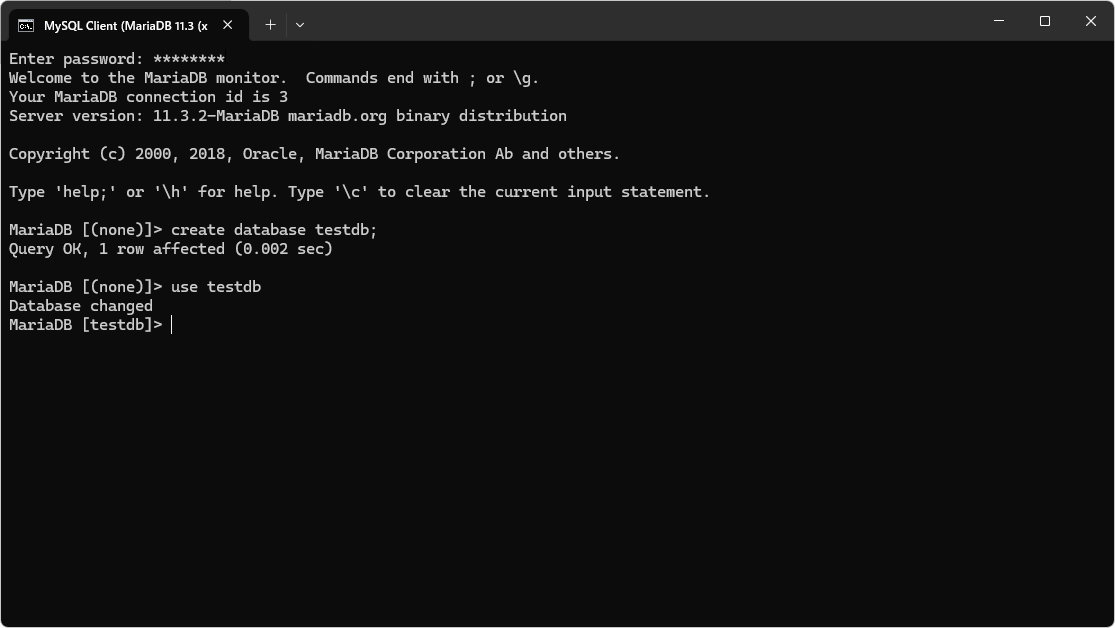 MySQL Client (MariaDB 11.3 (x
Enter password: ********
Welcome to the MariaDB monitor.  Commands end with ; or \g.
Your MariaDB connection id is 3
Server version: 11.3.2-MariaDB mariadb.org binary distribution
Copyright (c) 2000, 2018, Oracle, MariaDB Corporation Ab and others.
Type 'help;' or '\h' for help. Type '\c' to clear the current input statement.
MariaDB [(none)]> create database testdb;
Query OK, 1 row affected (0.002 sec)
MariaDB [(none)]> use testdb
Database changed
MariaDB [testdb]>